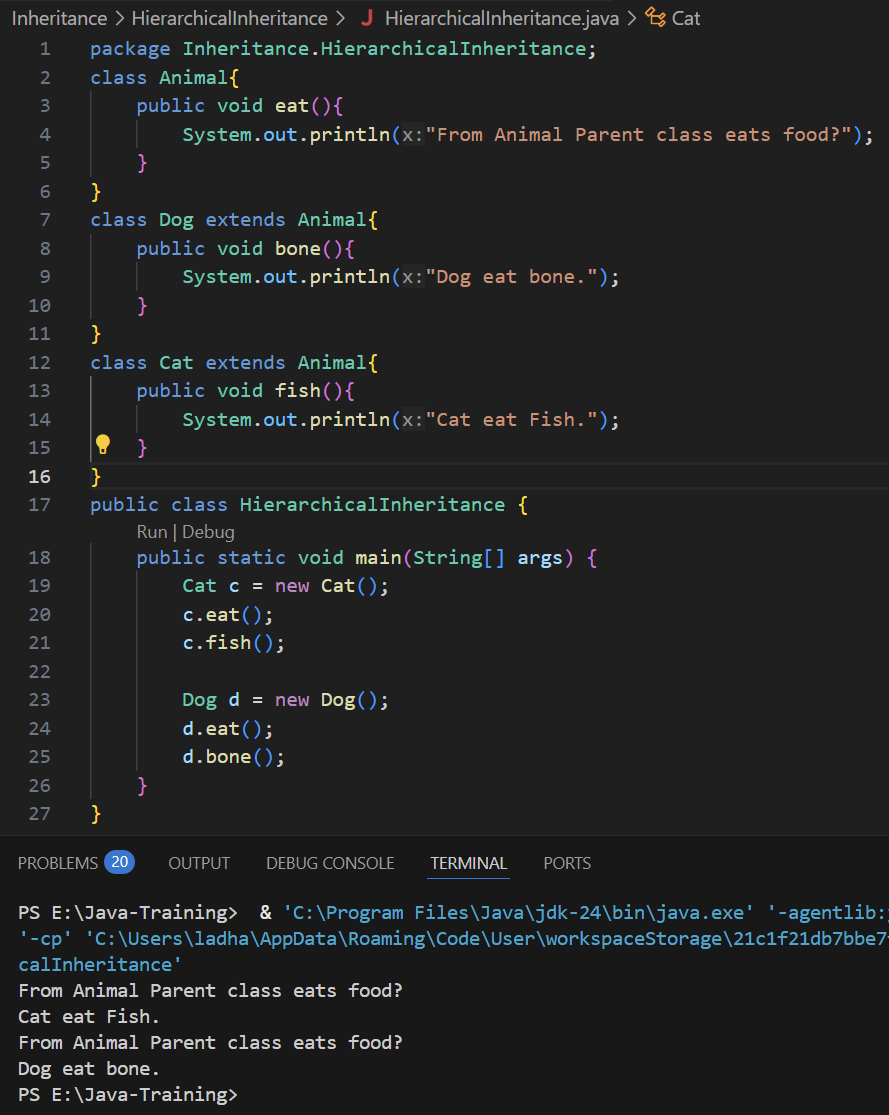 Inheritance > HierarchicalInheritance > J HierarchicalInheritance.java > Cat
1 package Inheritance.HierarchicalInheritance;
2 class Animal{
3     public void eat(){
4         System.out.println(x:"From Animal Parent class eats food?");
5     }
6 }
7 class Dog extends Animal{
8     public void bone(){
9         System.out.println(x:"Dog eat bone.");
10     }
11 }
12 class Cat extends Animal{
13     public void fish(){
14         System.out.println(x:"Cat eat Fish.");
15     }
16 }
17 public class HierarchicalInheritance {
Run | Debug
18     public static void main(String[] args) {
19         Cat c = new Cat();
20         c.eat();
21         c.fish();
22
23         Dog d = new Dog();
24         d.eat();
25         d.bone();
26     }
27 }
PROBLEMS 20 OUTPUT DEBUG CONSOLE TERMINAL PORTS
PS E:\Java-Training>  & 'C:\Program Files\Java\jdk-24\bin\java.exe' '-agentlib:
'-cp' 'C:\Users\ladha\AppData\Roaming\Code\User\workspaceStorage\21c1f21db7bbe7
calInheritance'
From Animal Parent class eats food?
Cat eat Fish.
From Animal Parent class eats food?
Dog eat bone.
PS E:\Java-Training>